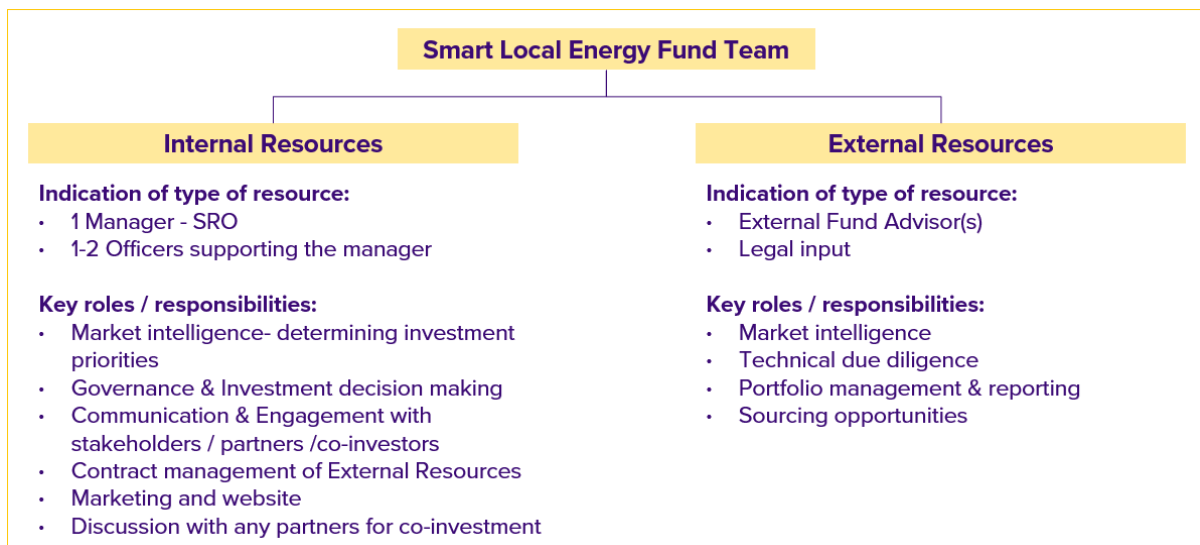 Smart Local Energy Fund Team
Internal Resources
Indication of type of resource:
• 1 Manager - SRO
• 1-2 Officers supporting the manager
Key roles / responsibilities:
• Market intelligence- determining investment
priorities
• Governance & Investment decision making
• Communication & Engagement with
stakeholders / partners /co-investors
• Contract management of External Resources
• Marketing and website
• Discussion with any partners for co-investment
External Resources
Indication of type of resource:
• External Fund Advisor(s)
• Legal input
Key roles / responsibilities:
• Market intelligence
• Technical due diligence
• Portfolio management & reporting
• Sourcing opportunities